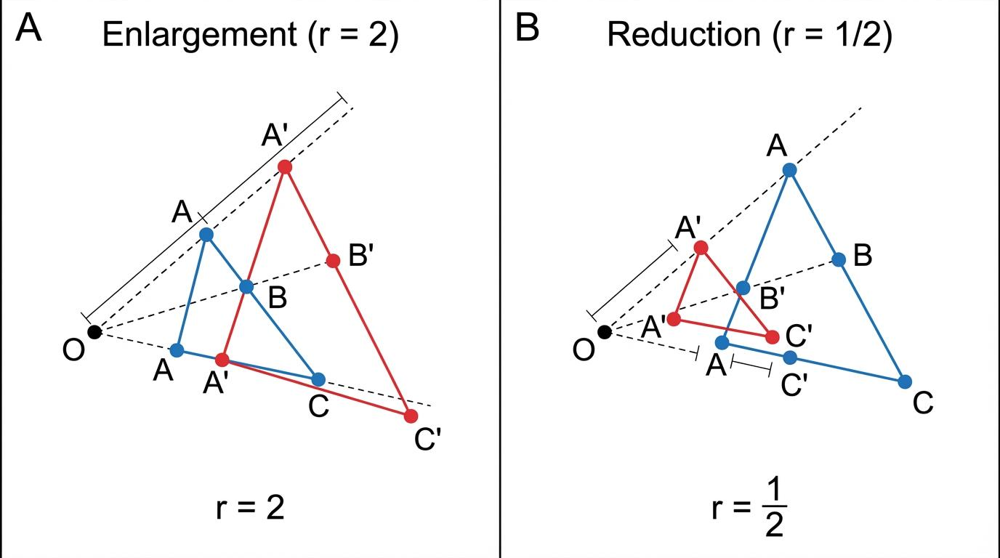 A
Enlargement (r = 2)
A'
A
B'
B
O
A
A'
C
C'
r = 2
B
Reduction (r = 1/2)
A
A'
B
B'
A'
C'
O
A
C'
C
r = 1/2